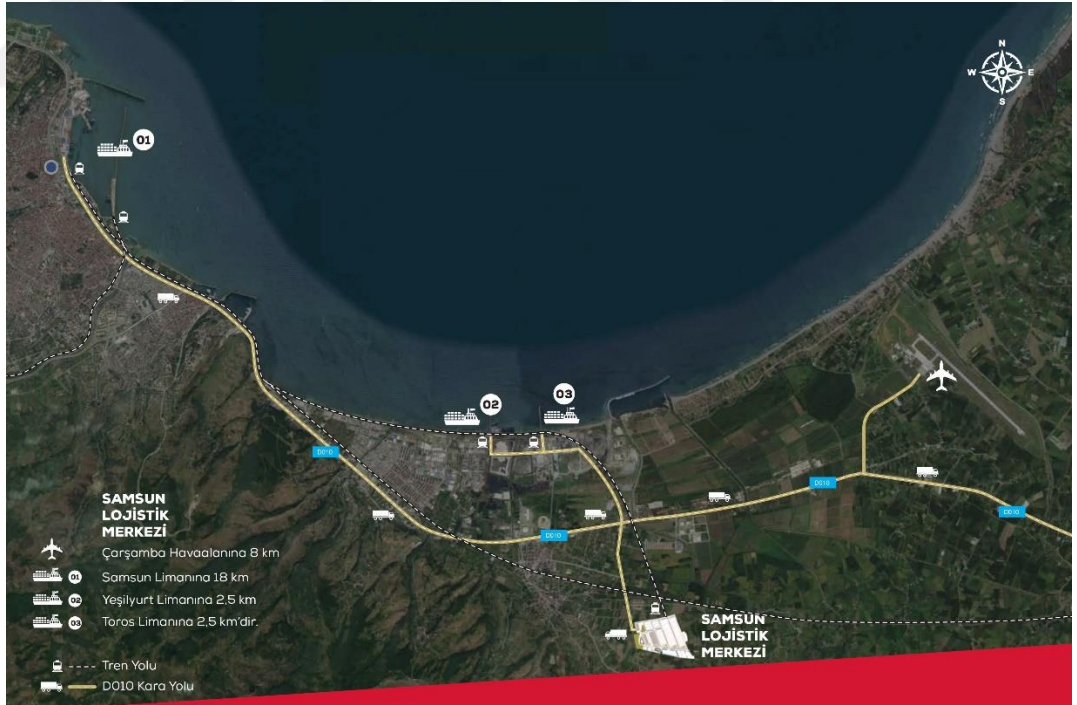 N
W E
S
01
02
03
D010
D010
D010
D010
SAMSUN
LOJİSTİK
MERKEZİ
Çarşamba Havaalanına 8 km
01 Samsun Limanına 18 km
02 Yeşilyurt Limanına 2,5 km
03 Toros Limanına 2,5 km'dir.
Tren Yolu
D010 Kara Yolu
SAMSUN
LOJİSTİK
MERKEZİ